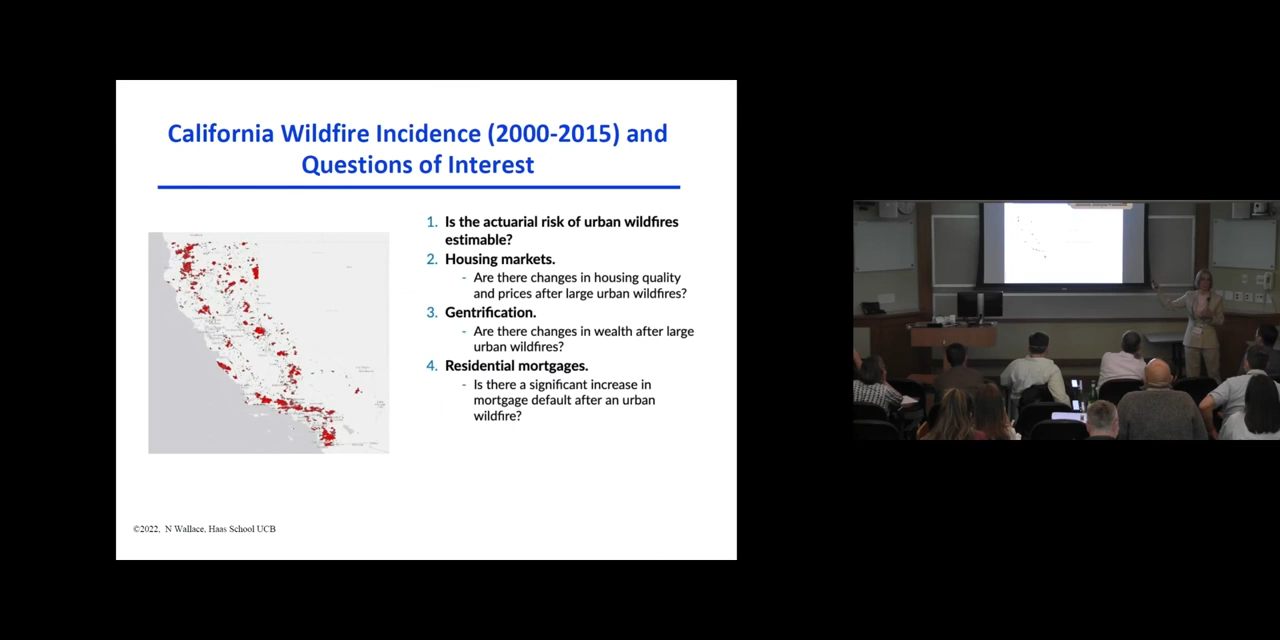 California Wildfire Incidence (2000-2015) and
Questions of Interest
1. Is the actuarial risk of urban wildfires
estimable?
2. Housing markets.
- Are there changes in housing quality
and prices after large urban wildfires?
3. Gentrification.
- Are there changes in wealth after large
urban wildfires?
4. Residential mortgages.
- Is there a significant increase in
mortgage default after an urban
wildfire?
©2022, N Wallace, Haas School UCB